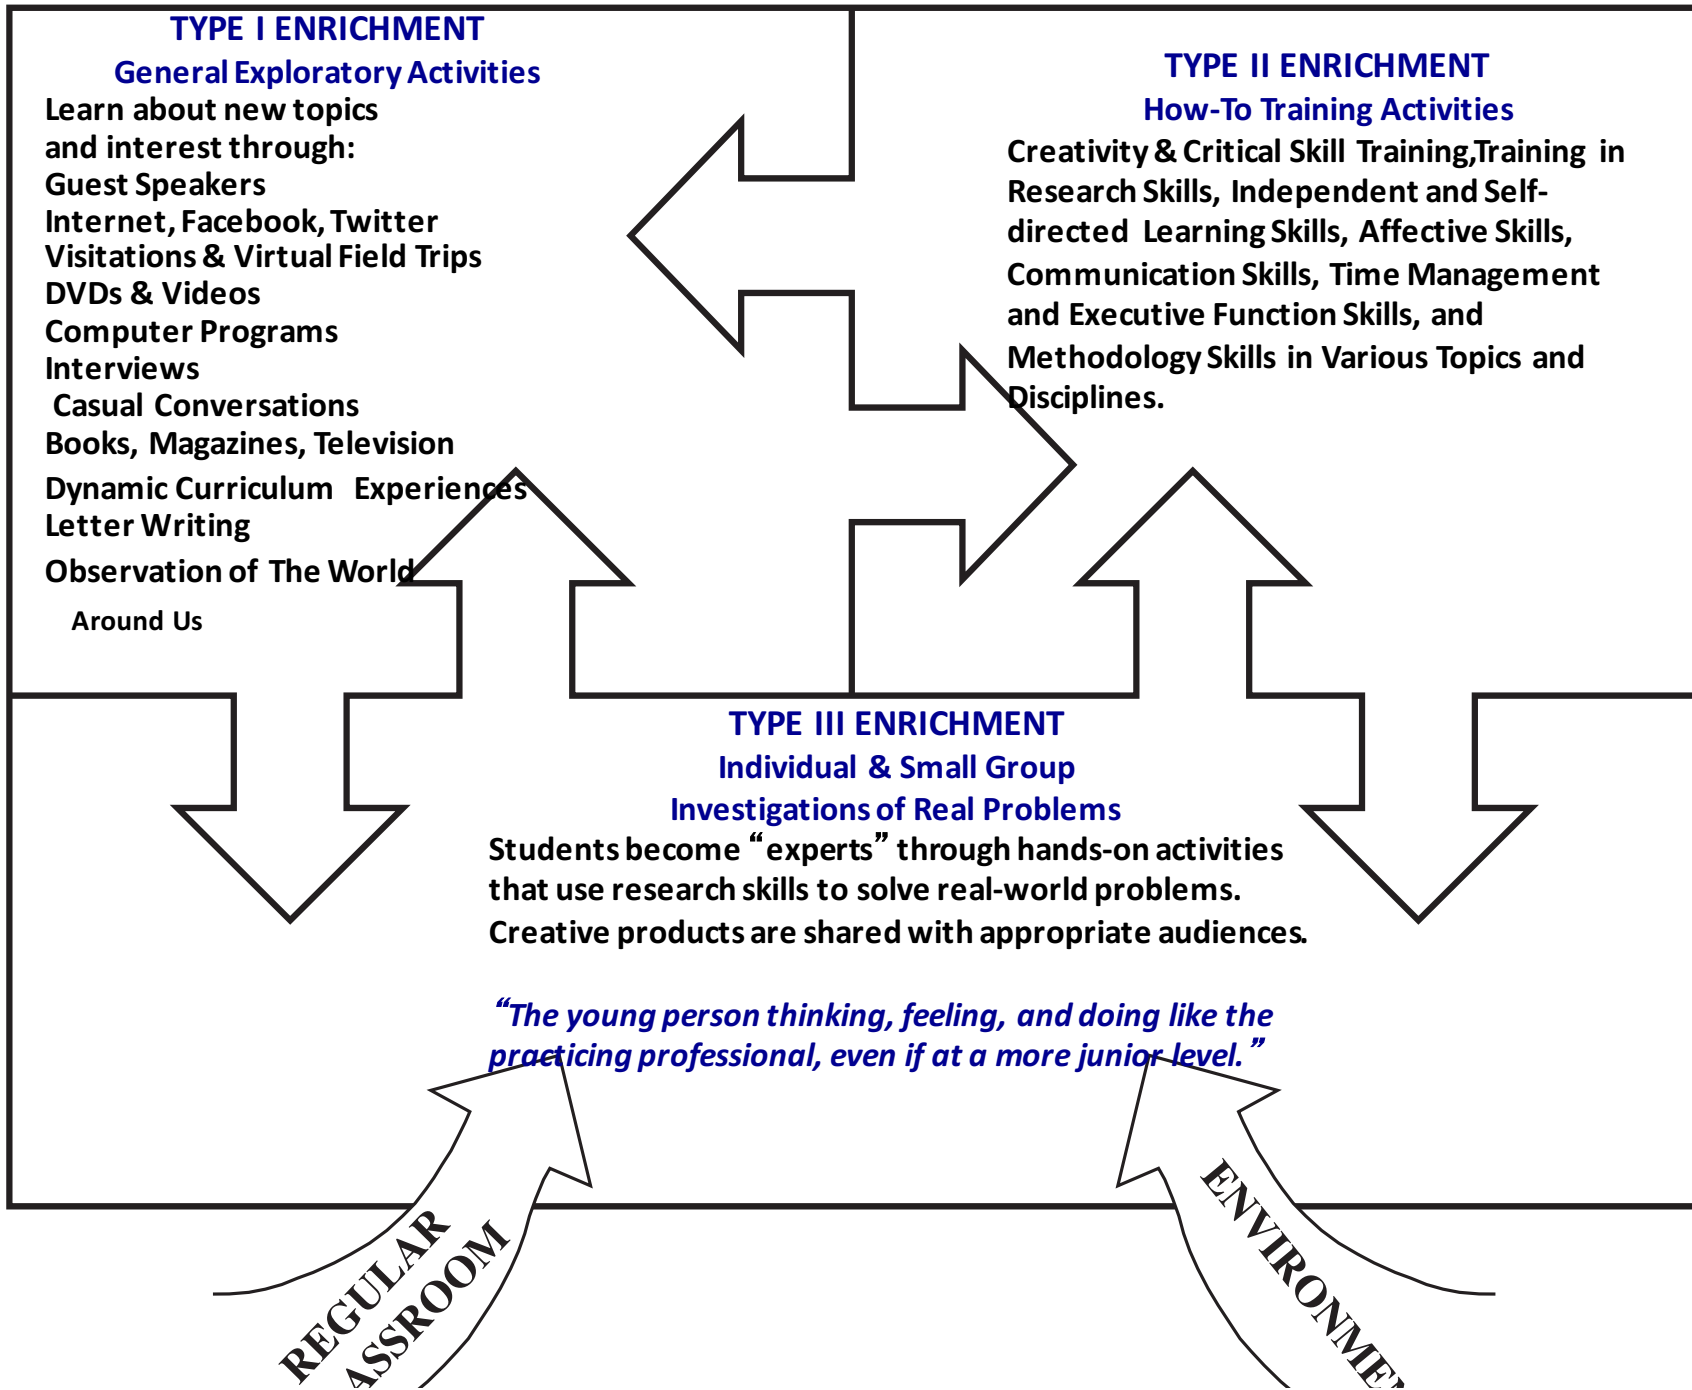 TYPE I ENRICHMENT
General Exploratory Activities
Learn about new topics
and interest through:
Guest Speakers
Internet, Facebook, Twitter
Visitations & Virtual Field Trips
DVDs & Videos
Computer Programs
Interviews
Casual Conversations
Books, Magazines, Television
Dynamic Curriculum Experiences
Letter Writing
Observation of The World
Around Us
TYPE II ENRICHMENT
How-To Training Activities
Creativity & Critical Skill Training,Training in
Research Skills, Independent and Self-
directed Learning Skills, Affective Skills,
Communication Skills, Time Management
and Executive Function Skills, and
Methodology Skills in Various Topics and
Disciplines.
TYPE III ENRICHMENT
Individual & Small Group
Investigations of Real Problems
Students become “experts” through hands-on activities
that use research skills to solve real-world problems.
Creative products are shared with appropriate audiences.
“The young person thinking, feeling, and doing like the
practicing professional, even if at a more junior level.”
REGULAR
ASSROOM
ENVIRONMEN